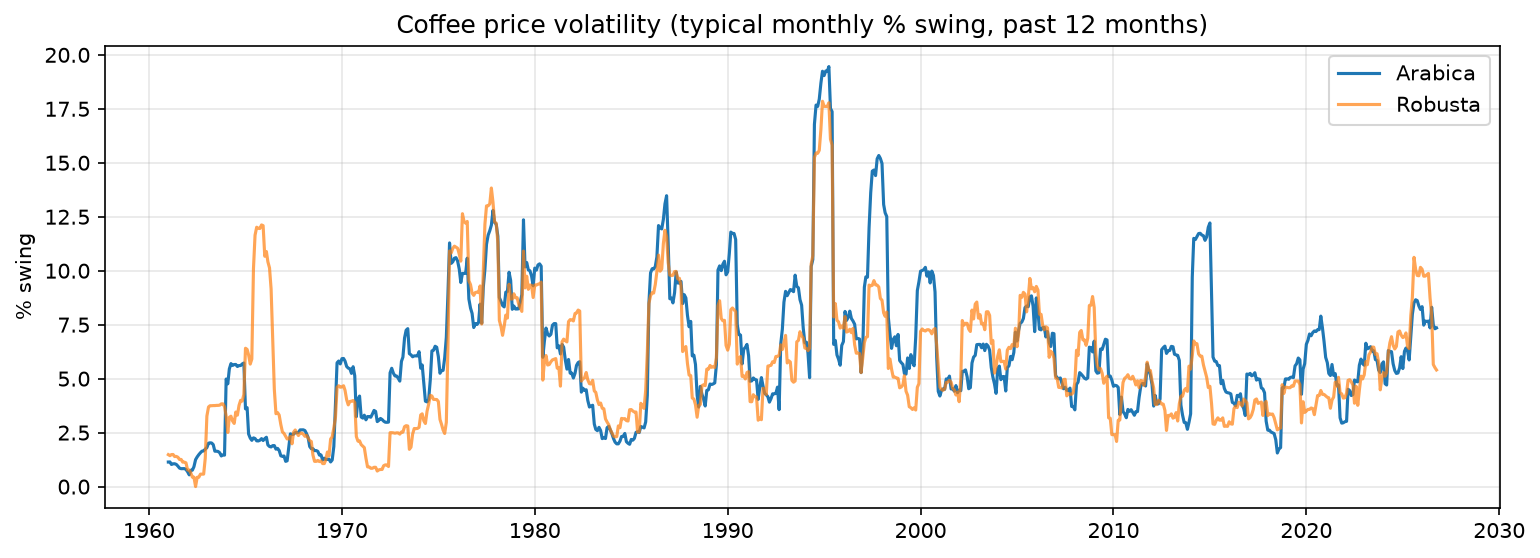 Coffee price volatility (typical monthly % swing, past 12 months)
% swing
20.0
17.5
15.0
12.5
10.0
7.5
5.0
2.5
0.0
1960 1970 1980 1990 2000 2010 2020 2030
Arabica
Robusta